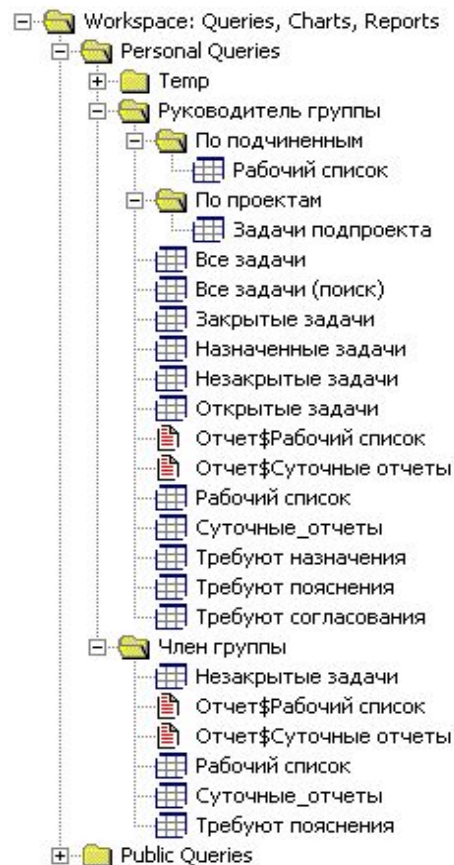 Workspace: Queries, Charts, Reports
Personal Queries
Temp
Руководитель группы
По подчиненным
Рабочий список
По проектам
Задачи подпроекта
Все задачи
Все задачи (поиск)
Закрытые задачи
Назначенные задачи
Незакрытые задачи
Открытые задачи
Отчет$Рабочий список
Отчет$Суточные отчеты
Рабочий список
Суточные_отчеты
Требуют назначения
Требуют пояснения
Требуют согласования
Член группы
Незакрытые задачи
Отчет$Рабочий список
Отчет$Суточные отчеты
Рабочий список
Суточные_отчеты
Требуют пояснения
Public Queries